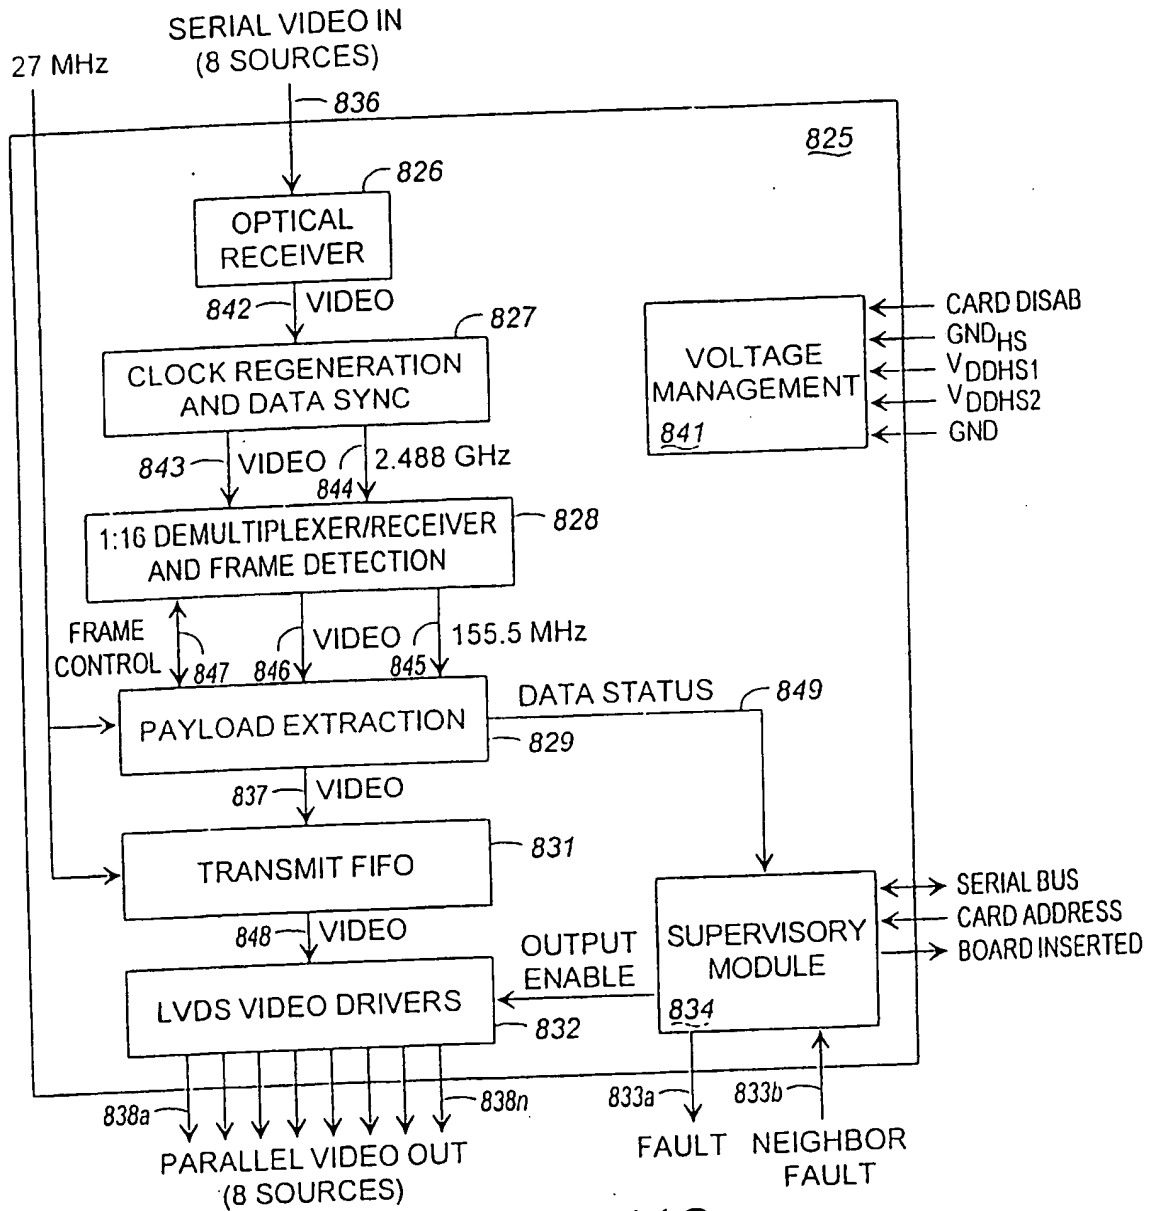 SERIAL VIDEO IN
(8 SOURCES)
27 MHz
836
825
826
OPTICAL
RECEIVER
842
VIDEO
827
CLOCK REGENERATION
AND DATA SYNC
CARD DISAB
GNDHS
VDDHS1
VDDHS2
GND
VOLTAGE
MANAGEMENT
841
843
VIDEO
844
2.488 GHz
828
1:16 DEMULTIPLEXER/RECEIVER
AND FRAME DETECTION
FRAME
CONTROL
847
846
VIDEO
845
155.5 MHz
PAYLOAD EXTRACTION
829
DATA STATUS
849
837
VIDEO
831
TRANSMIT FIFO
848
VIDEO
OUTPUT
ENABLE
SUPERVISORY
MODULE
834
SERIAL BUS
CARD ADDRESS
BOARD INSERTED
LVDS VIDEO DRIVERS
832
838a
838n
833a
833b
PARALLEL VIDEO OUT
(8 SOURCES)
FAULT
NEIGHBOR
FAULT